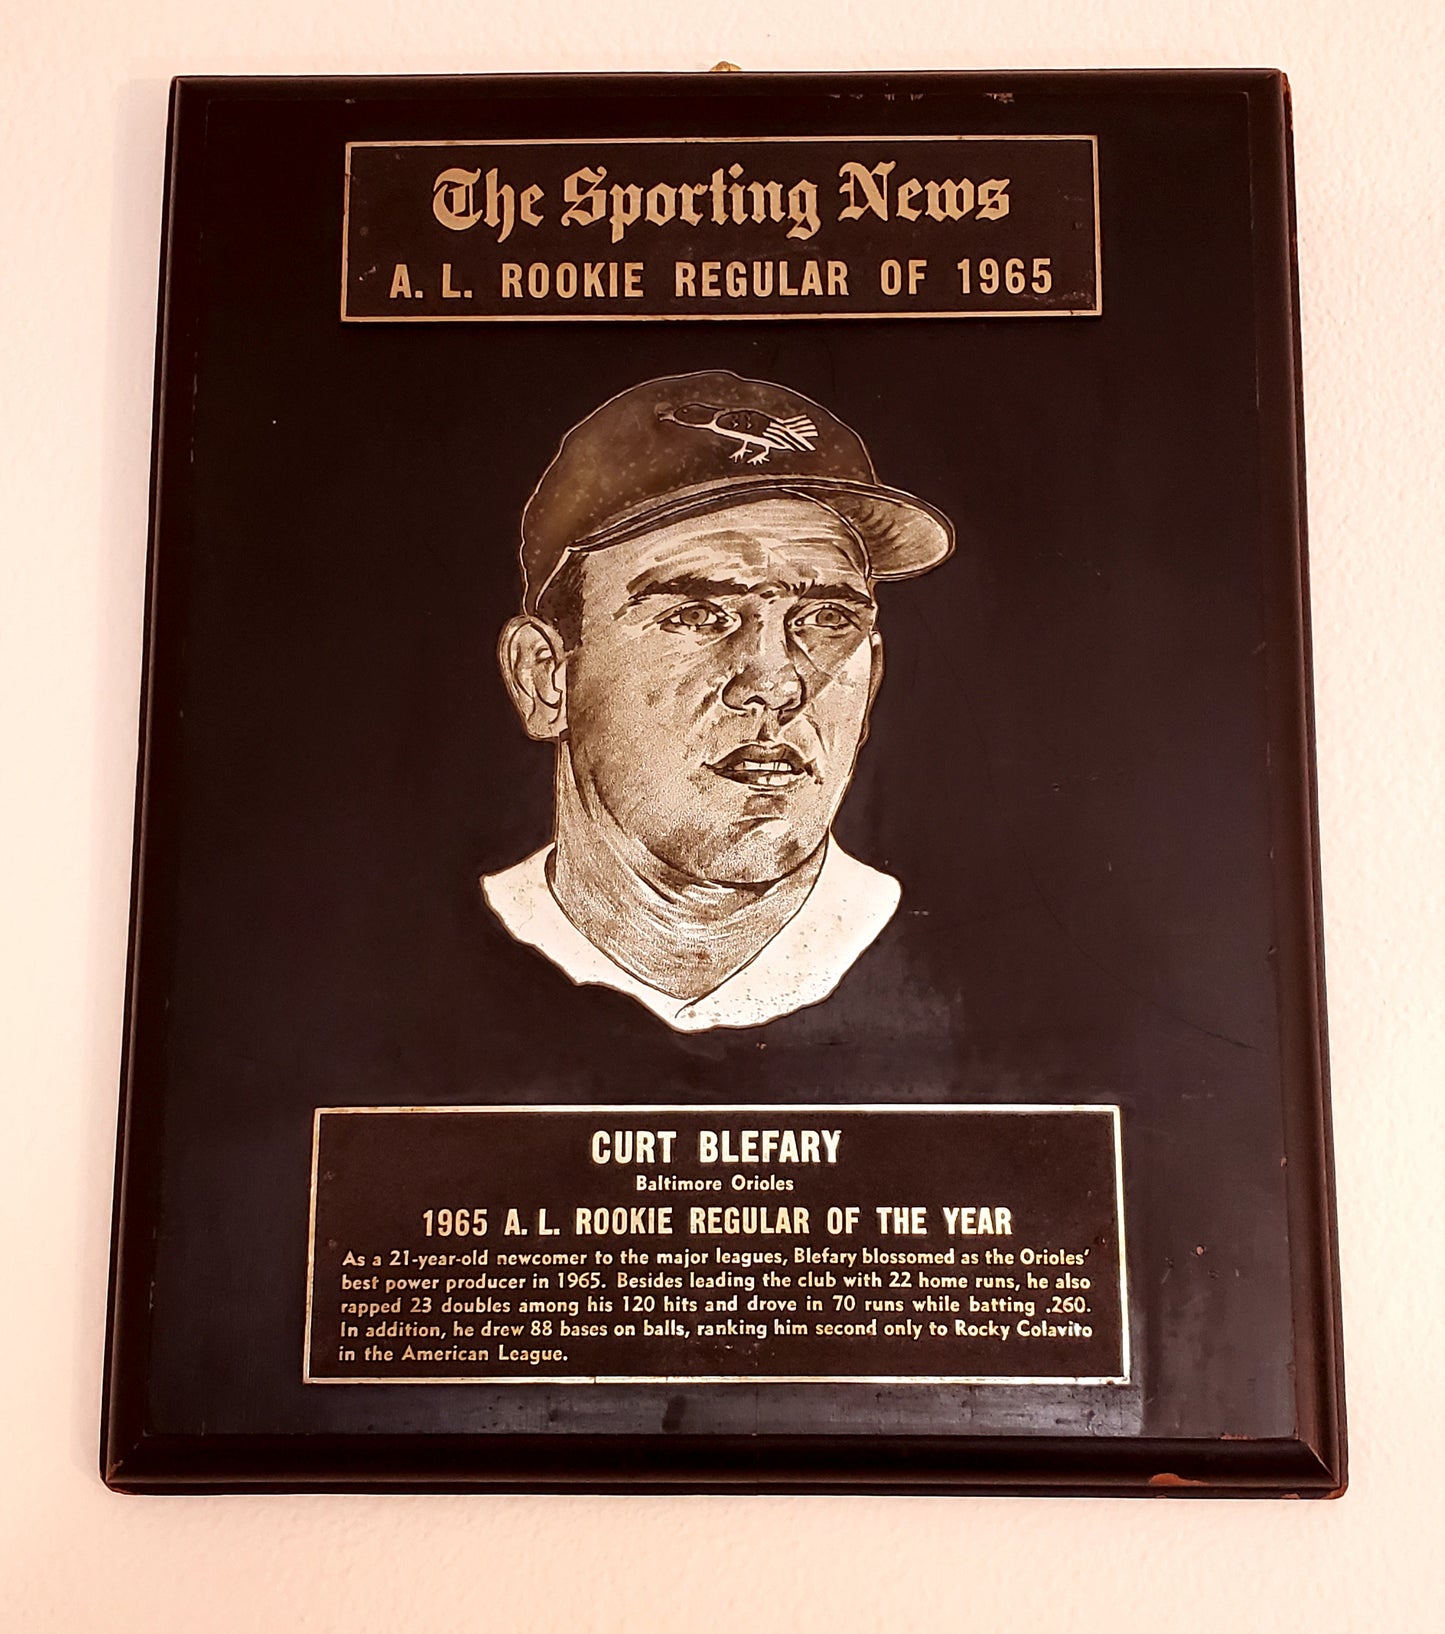 The Sporting News
A. L. ROOKIE REGULAR OF 1965
CURT BLEFARY
Baltimore Orioles
1965 A. L. ROOKIE REGULAR OF THE YEAR
As a 21-year-old newcomer to the major leagues, Blefary blossomed as the Orioles'
best power producer in 1965. Besides leading the club with 22 home runs, he also
rapped 23 doubles among his 120 hits and drove in 70 runs while batting .260.
In addition, he drew 88 bases on balls, ranking him second only to Rocky Colavito
in the American League.